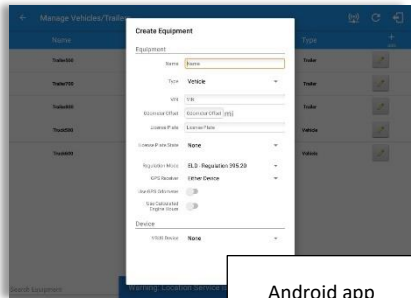 Manage Vehicles/Trailers
Create Equipment
Equipment
Name
Type
Name Name
Trailer
Type Vehicle
VIN VIN
Trailer
Odometer Offset Odometer Offset (mi)
License Plate License Plate
Trailer
License Plate State None
Vehicle
Regulation Mode ELD - Regulation 395.20
Vehicle
GPS Receiver Either Device
Use GPS Odometer
Use Calculated
Engine Hours
Device
None
Search Equipment
Warning: Location Service is
Android app